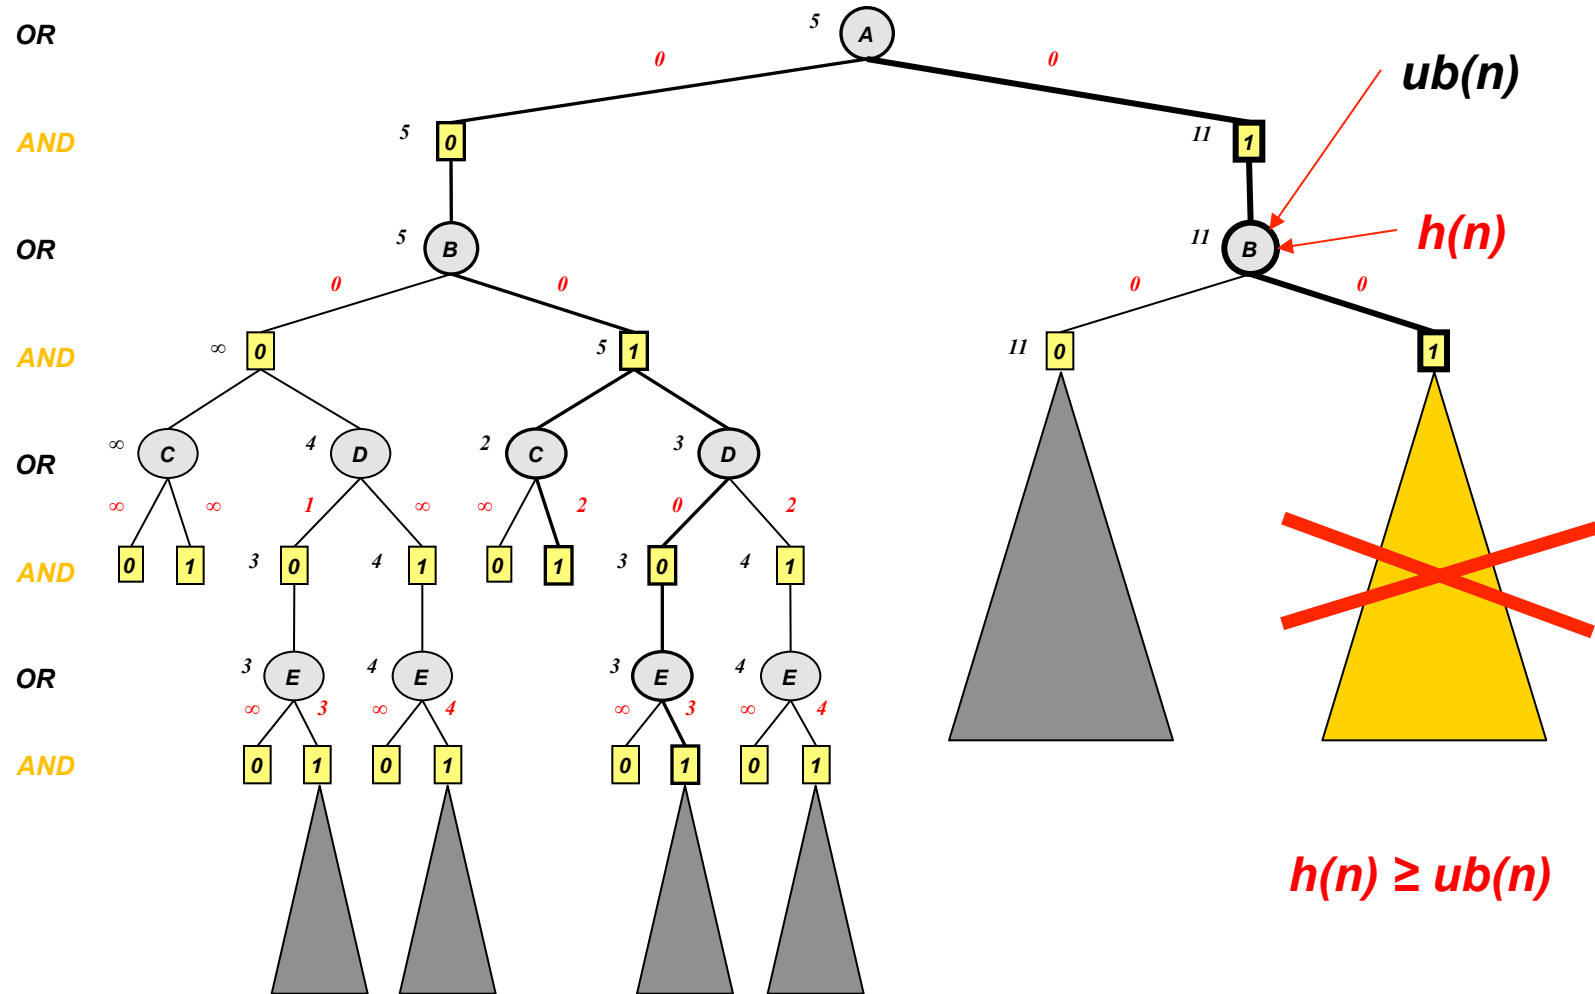 OR 5 A
0 0
ub(n)
AND 5 0 11 1
OR 5 B 11 B h(n)
0 0 0 0
AND ∞ 0 5 1 11 0 1
OR ∞ C 4 D 2 C 3 D
∞ ∞ 1 ∞ ∞ 2 0 2
AND 0 1 3 0 4 1 0 1 3 0 4 1
OR 3 E 4 E 3 E 4 E
∞ 3 ∞ 4 ∞ 3 ∞ 4
AND 0 1 0 1 0 1 0 1
h(n) ≥ ub(n)